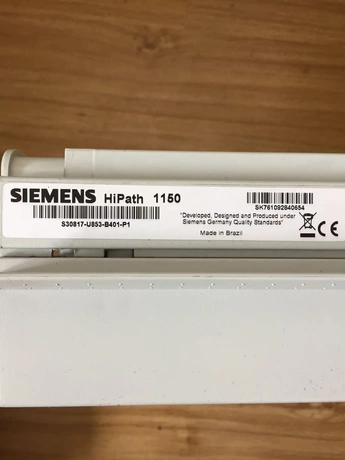 SIEMENS HiPath 1150
S30817-U853-B401-P1
SK761092840654
"Developed, Designed and Produced under
Siemens Germany Quality Standards"
Made in Brazil
CE